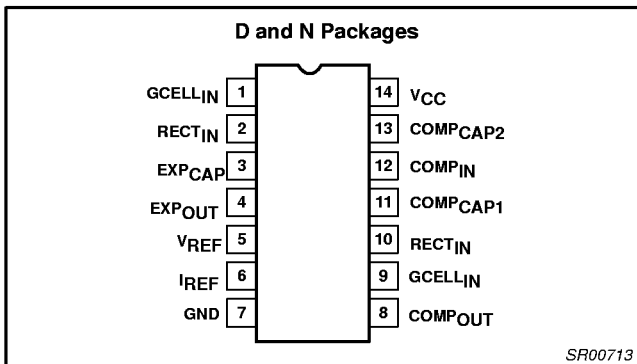 D and N Packages
GCELLIN 1
RECTIN 2
EXPCAP 3
EXPOUT 4
VREF 5
IREF 6
GND 7
14 VCC
13 COMPCAP2
12 COMPIN
11 COMPCAP1
10 RECTIN
9 GCELLIN
8 COMPOUT
SR00713